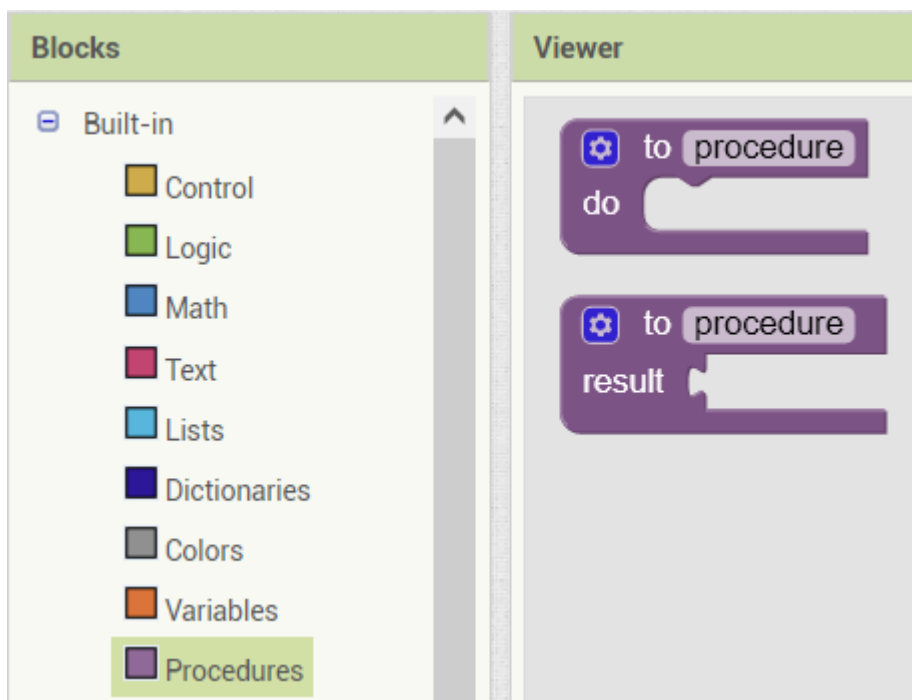 Blocks
Built-in
Control
Logic
Math
Text
Lists
Dictionaries
Colors
Variables
Procedures
Viewer
to procedure
do
to procedure
result